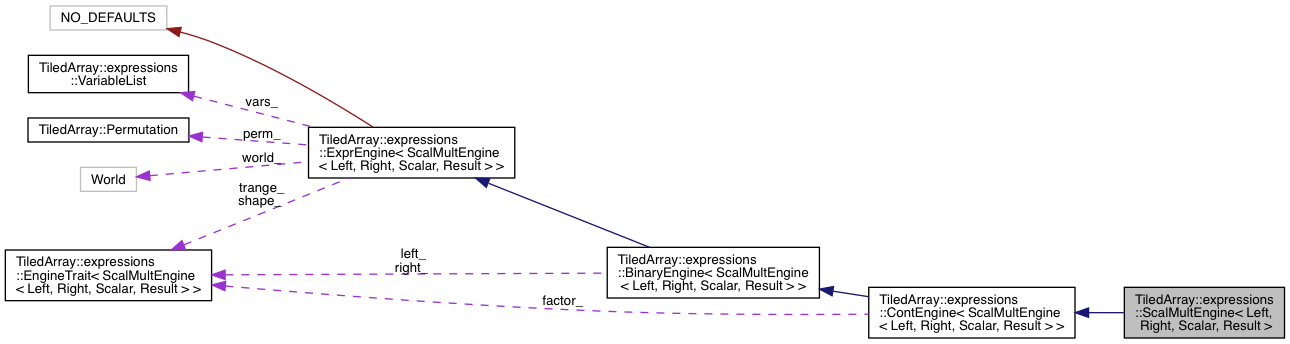 NO_DEFAULTS
TiledArray::expressions
::VariableList
vars_
TiledArray::Permutation
perm_
World
world_
TiledArray::expressions
::ExprEngine< ScalMultEngine
< Left, Right, Scalar, Result > >
trange_
shape_
TiledArray::expressions
::EngineTrait< ScalMultEngine
< Left, Right, Scalar, Result > >
left_
right_
factor_
TiledArray::expressions
::BinaryEngine< ScalMultEngine
< Left, Right, Scalar, Result > >
TiledArray::expressions
::ContEngine< ScalMultEngine
< Left, Right, Scalar, Result > >
TiledArray::expressions
::ScalMultEngine< Left,
Right, Scalar, Result >